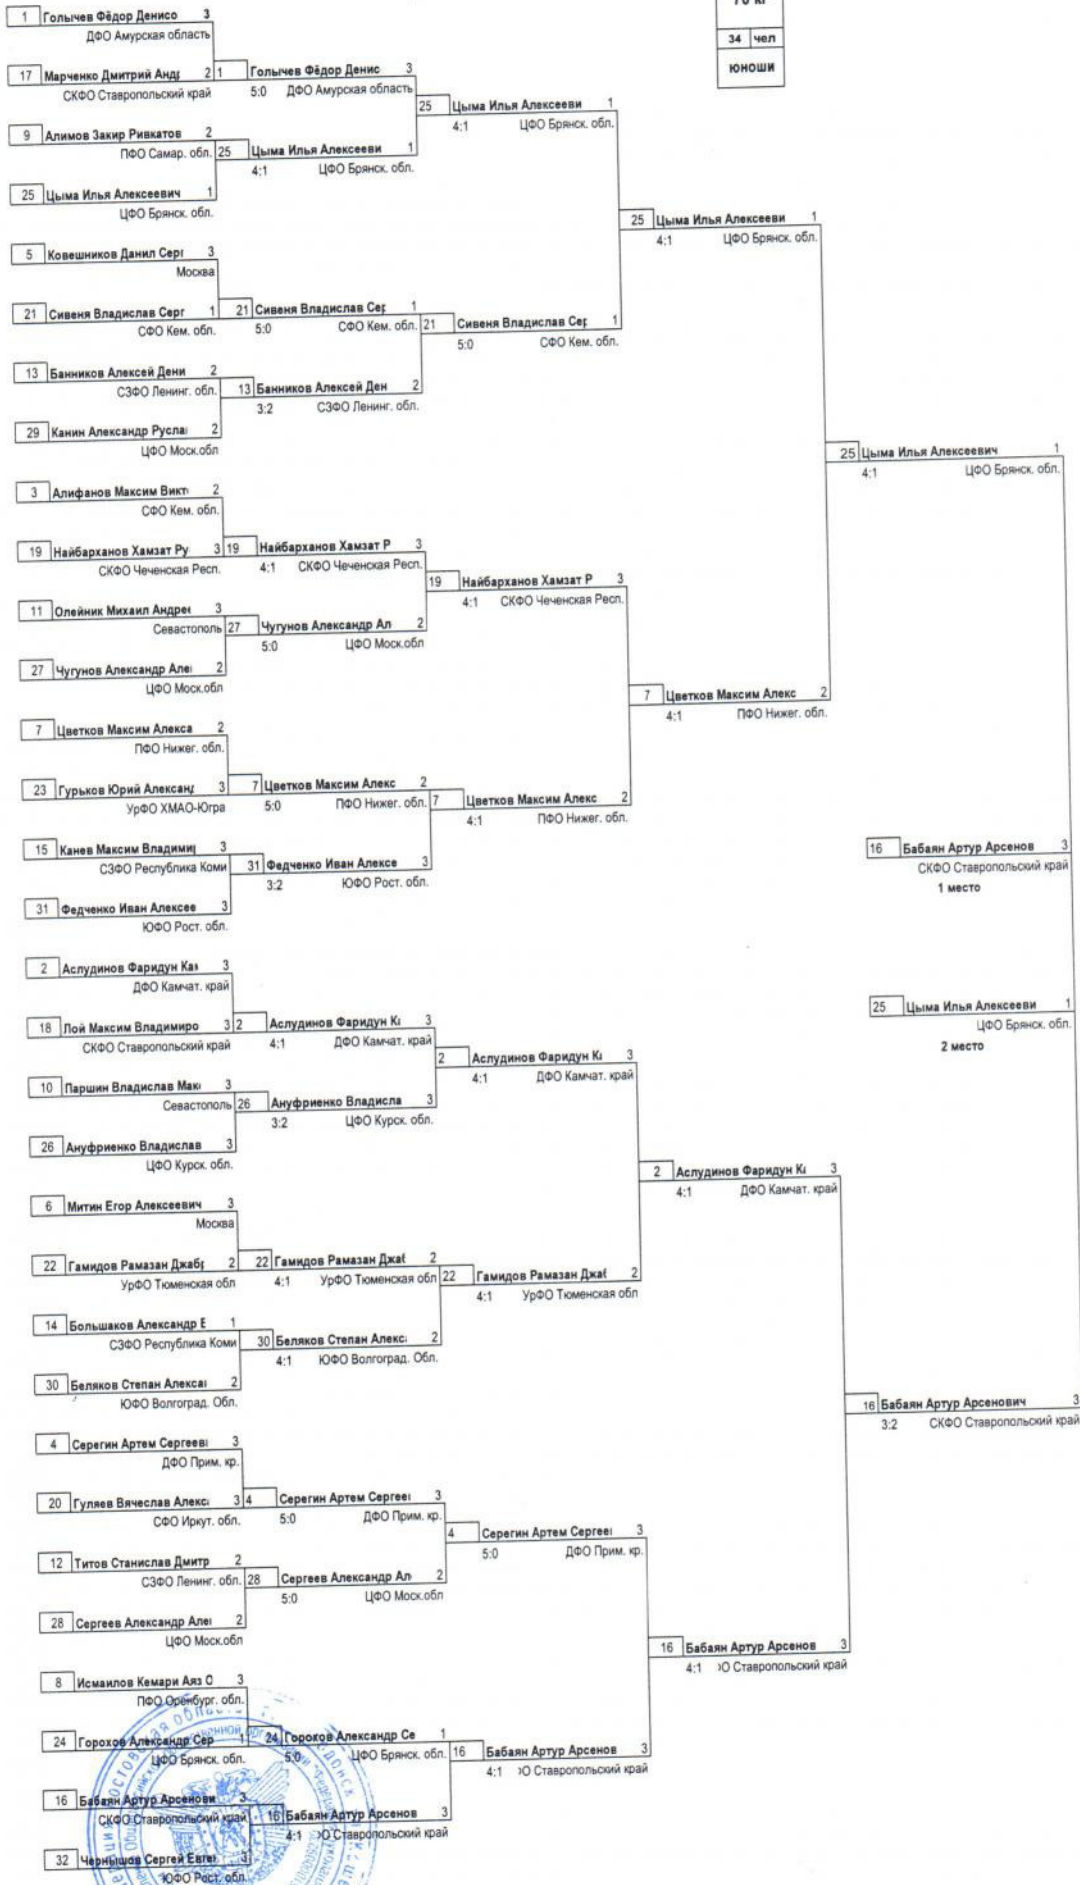 70 кг
34 чел
юноши
1 Голычев Фёдор Денисо 3
ДФО Амурская область
17 Марченко Дмитрий Анд 2
СКФО Ставропольский край
1 Голычев Фёдор Денис 3
5:0 ДФО Амурская область
9 Алимов Закир Ривкатов 2
ПФО Самар. обл.
25 Цыма Илья Алексееви 1
4:1 ЦФО Брянск. обл.
25 Цыма Илья Алексеевич 1
ЦФО Брянск. обл.
25 Цыма Илья Алексееви 1
4:1 ЦФО Брянск. обл.
5 Ковешников Данил Серг 3
Москва
21 Сивеня Владислав Серг 1
СФО Кем. обл.
21 Сивеня Владислав Сер 1
5:0 СФО Кем. обл.
13 Банников Алексей Дени 2
СЗФО Ленинг. обл.
13 Банников Алексей Ден 2
3:2 СЗФО Ленинг. обл.
29 Канин Александр Русла 2
ЦФО Моск.обл
21 Сивеня Владислав Сер 1
5:0 СФО Кем. обл.
25 Цыма Илья Алексееви 1
4:1 ЦФО Брянск. обл.
3 Алифанов Максим Викт 2
СФО Кем. обл.
19 Найбарханов Хамзат Ру 3
СКФО Чеченская Респ.
19 Найбарханов Хамзат Р 3
4:1 СКФО Чеченская Респ.
11 Олейник Михаил Андре 3
Севастополь
27 Чугунов Александр Ал 2
5:0 ЦФО Моск.обл
27 Чугунов Александр Але 2
ЦФО Моск.обл
19 Найбарханов Хамзат Р 3
4:1 СКФО Чеченская Респ.
7 Цветков Максим Алекса 2
ПФО Нижег. обл.
23 Гурьков Юрий Алексан 3
УрФО ХМАО-Югра
7 Цветков Максим Алекс 2
5:0 ПФО Нижег. обл.
15 Канев Максим Владими 3
СЗФО Республика Коми
31 Федченко Иван Алексе 3
3:2 ЮФО Рост. обл.
31 Федченко Иван Алексее 3
ЮФО Рост. обл.
7 Цветков Максим Алекс 2
4:1 ПФО Нижег. обл.
7 Цветков Максим Алекс 2
4:1 ПФО Нижег. обл.
25 Цыма Илья Алексеевич 1
4:1 ЦФО Брянск. обл.
16 Бабаян Артур Арсенов 3
СКФО Ставропольский край
1 место
25 Цыма Илья Алексееви 1
ЦФО Брянск. обл.
2 место
2 Аслудинов Фаридун Ка 3
ДФО Камчат. край
18 Лой Максим Владимиро 3
СКФО Ставропольский край
2 Аслудинов Фаридун К 3
4:1 ДФО Камчат. край
10 Паршин Владислав Мак 3
Севастополь
26 Ануфриенко Владисла 3
3:2 ЦФО Курск. обл.
26 Ануфриенко Владислав 3
ЦФО Курск. обл.
2 Аслудинов Фаридун К 3
4:1 ДФО Камчат. край
6 Митин Егор Алексеевич 3
Москва
22 Гамидов Рамазан Джаб 2
УрФО Тюменская обл
22 Гамидов Рамазан Джаб 2
4:1 УрФО Тюменская обл
14 Большаков Александр 1
СЗФО Республика Коми
30 Беляков Степан Алекс 2
4:1 ЮФО Волгоград. Обл.
30 Беляков Степан Алекса 2
ЮФО Волгоград. Обл.
22 Гамидов Рамазан Джаб 2
4:1 УрФО Тюменская обл
2 Аслудинов Фаридун К 3
4:1 ДФО Камчат. край
4 Серегин Артем Сергеев 3
ДФО Прим. кр.
20 Гуляев Вячеслав Алекс 3
СФО Иркут. обл.
4 Серегин Артем Сергее 3
5:0 ДФО Прим. кр.
12 Титов Станислав Дмитр 2
СЗФО Ленинг. обл.
28 Сергеев Александр Ал 2
5:0 ЦФО Моск.обл
28 Сергеев Александр Але 2
ЦФО Моск.обл
4 Серегин Артем Сергее 3
5:0 ДФО Прим. кр.
8 Исмаилов Кемари Аяз О 3
ПФО Оренбург. обл.
24 Горохов Александр Сер 1
ЦФО Брянск. обл.
24 Горохов Александр Се 1
5:0 ЦФО Брянск. обл.
16 Бабаян Артур Арсенови 3
СКФО Ставропольский край
16 Бабаян Артур Арсенов 3
4:1 О Ставропольский край
32 Чернышов Сергей Евге 3
ЮФО Рост. обл.
16 Бабаян Артур Арсенов 3
4:1 О Ставропольский край
16 Бабаян Артур Арсенов 3
4:1 О Ставропольский край
16 Бабаян Артур Арсенович 3
3:2 СКФО Ставропольский край